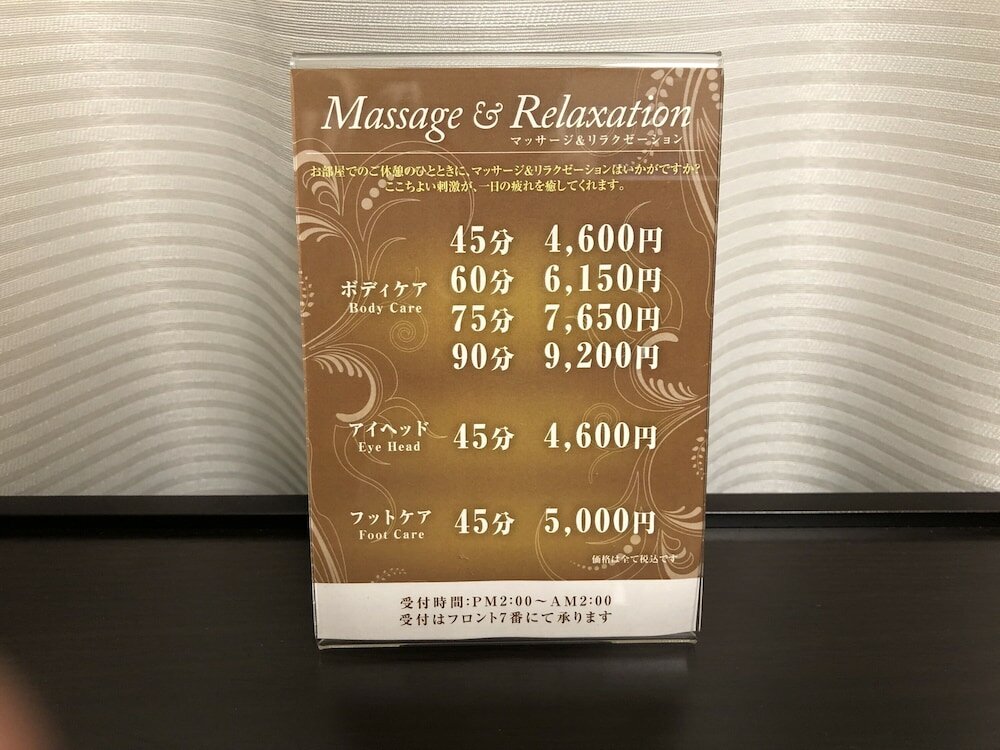 Massage & Relaxation
マッサージ&リラクゼーション
お部屋でのご休憩のひとときに、マッサージ&リラクゼーションはいかがですか?
ここちよい刺激が、一日の疲れを癒してくれます。
ボディケア
Body Care
45分 4,600円
60分 6,150円
75分 7,650円
90分 9,200円
アイヘッド
Eye Head
45分 4,600円
フットケア
Foot Care
45分 5,000円
価格は全て税込です
受付時間:PM2:00〜AM2:00
受付はフロント7番にて承ります